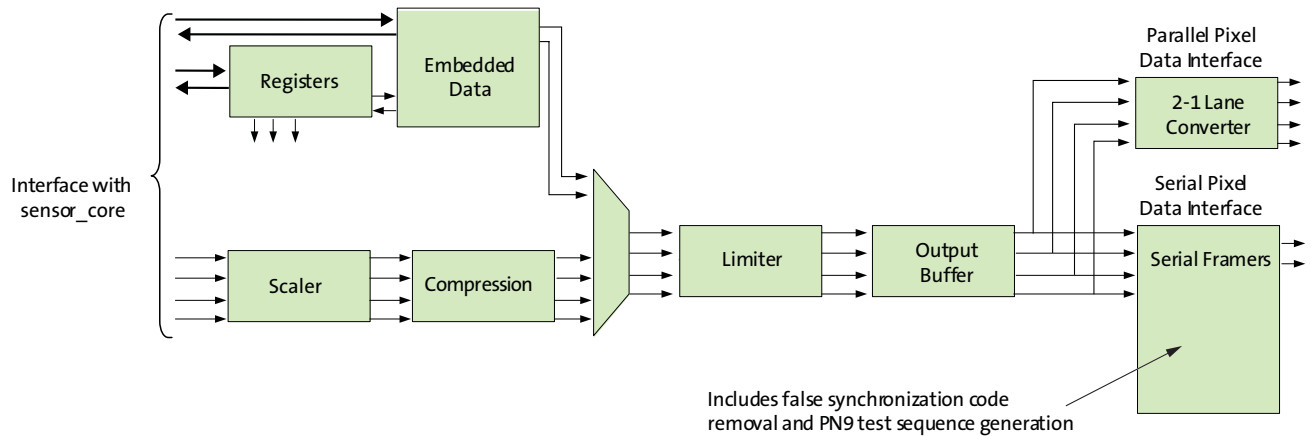 Parallel Pixel
Data Interface
Embedded
Data
Registers
2-1 Lane
Converter
Interface with
sensor_core
Serial Pixel
Data Interface
Scaler
Compression
Limiter
Output
Buffer
Serial Framers
Includes false synchronization code
removal and PN9 test sequence generation